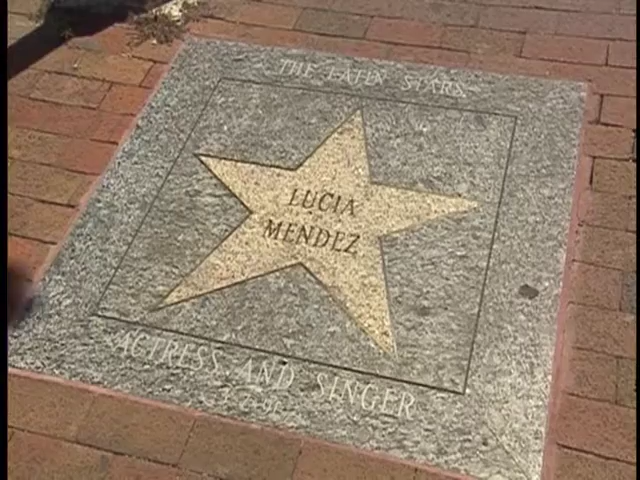 THE LATIN STARS
LUCIA
MENDEZ
ACTRESS AND SINGER